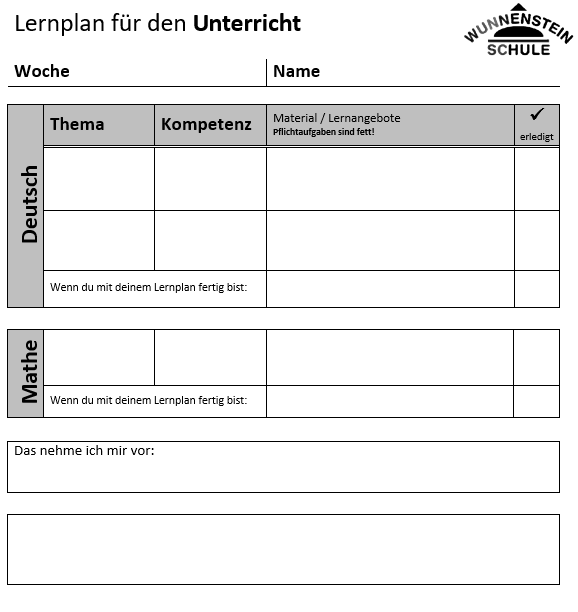 Lernplan für den Unterricht
WUNNENSTEIN
SCHULE
Woche Name
Thema Kompetenz Material / Lernangebote
Pflichtaufgaben sind fett!
✓
erledigt
Deutsch
Wenn du mit deinem Lernplan fertig bist:
Mathe
Wenn du mit deinem Lernplan fertig bist:
Das nehme ich mir vor: